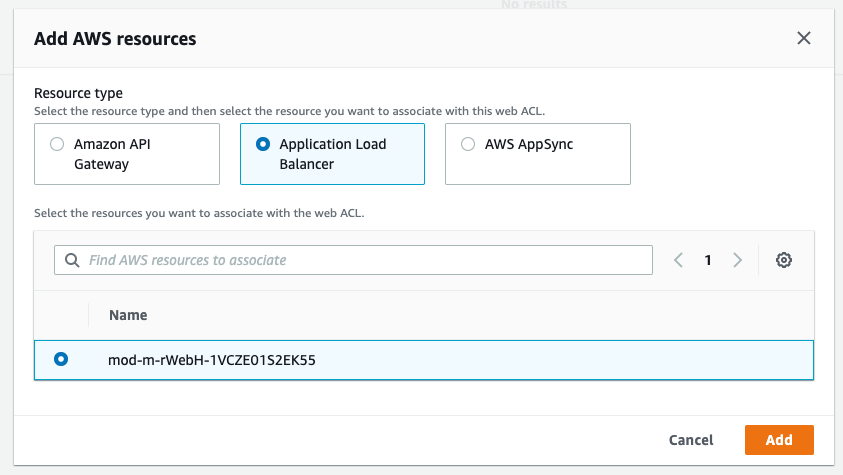 No results
Add AWS resources
Resource type
Select the resource type and then select the resource you want to associate with this web ACL.
Amazon API
Gateway
Application Load
Balancer
AWS AppSync
Select the resources you want to associate with the web ACL.
Find AWS resources to associate
1
Name
mod-m-rWebH-1VCZE01S2EK55
Cancel
Add